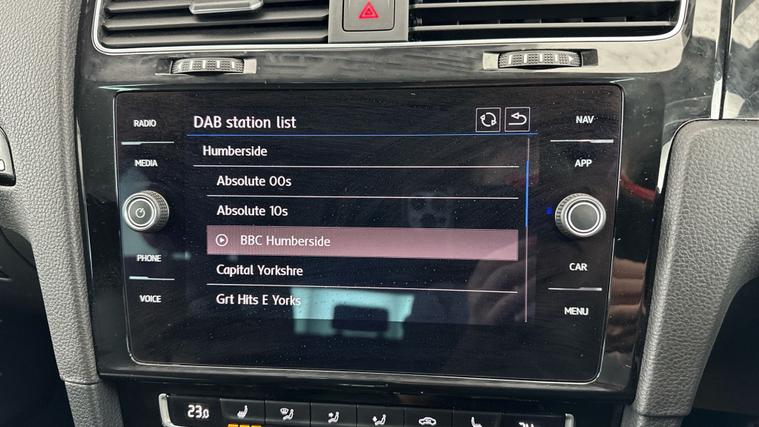 RADIO
MEDIA
PHONE
VOICE
DAB station list
Humberside
Absolute 00s
Absolute 10s
BBC Humberside
Capital Yorkshre
Grt Hits E Yorks
NAV
APP
CAR
MENU
23.0